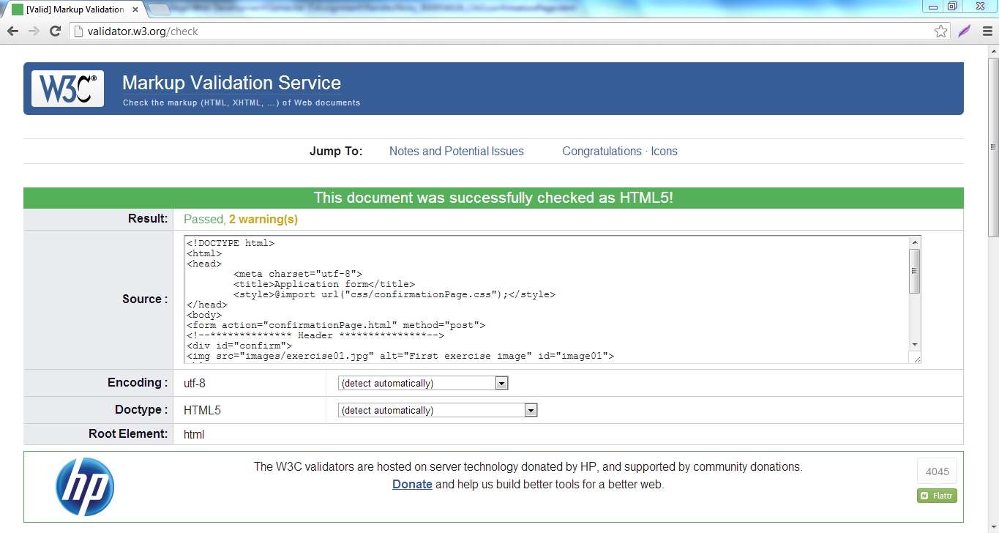 [Valid] Markup Validation
validator.w3.org/check
W3C®
Markup Validation Service
Check the markup (HTML, XHTML, …) of Web documents
Jump To: Notes and Potential Issues Congratulations · Icons
This document was successfully checked as HTML5!
Result: Passed, 2 warning(s)
Source :
<!DOCTYPE html>
<html>
<head>
<meta charset="utf-8">
<title>Application form</title>
<style>@import url("css/confirmationPage.css");</style>
</head>
<body>
<form action="confirmationPage.html" method="post">
<!--************** Header ***************-->
<div id="confirm">
<img src="images/exercise01.jpg" alt="First exercise image" id="image01">
Encoding : utf-8 (detect automatically)
Doctype : HTML5 (detect automatically)
Root Element: html
hp
The W3C validators are hosted on server technology donated by HP, and supported by community donations.
Donate and help us build better tools for a better web.
4045
Flattr